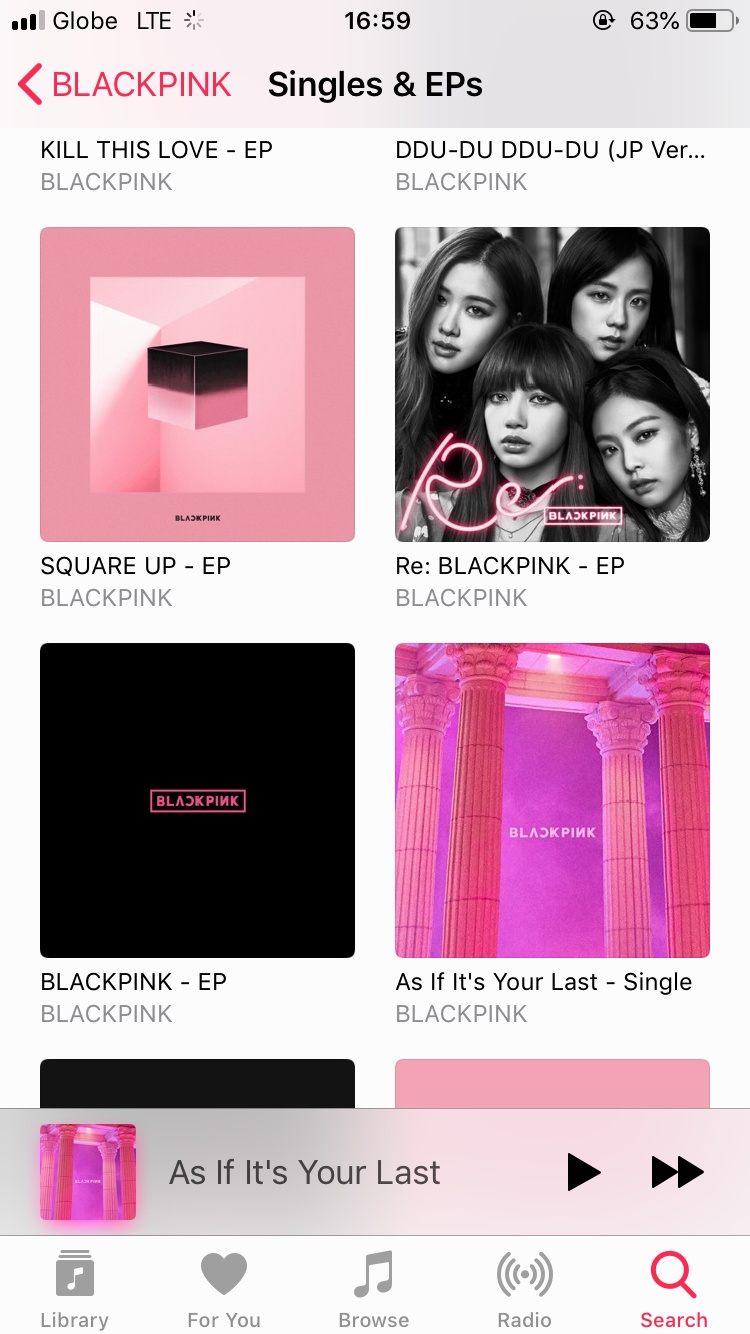 Globe LTE 16:59 63%
BLACKPINK Singles & EPs
KILL THIS LOVE - EP
BLACKPINK
DDU-DU DDU-DU (JP Ver...
BLACKPINK
BLACKPINK
SQUARE UP - EP
BLACKPINK
Re:
BLACKPINK
Re: BLACKPINK - EP
BLACKPINK
BLACKPINK
BLACKPINK - EP
BLACKPINK
BLACKPINK
As If It's Your Last - Single
BLACKPINK
As If It's Your Last
Library For You Browse Radio Search